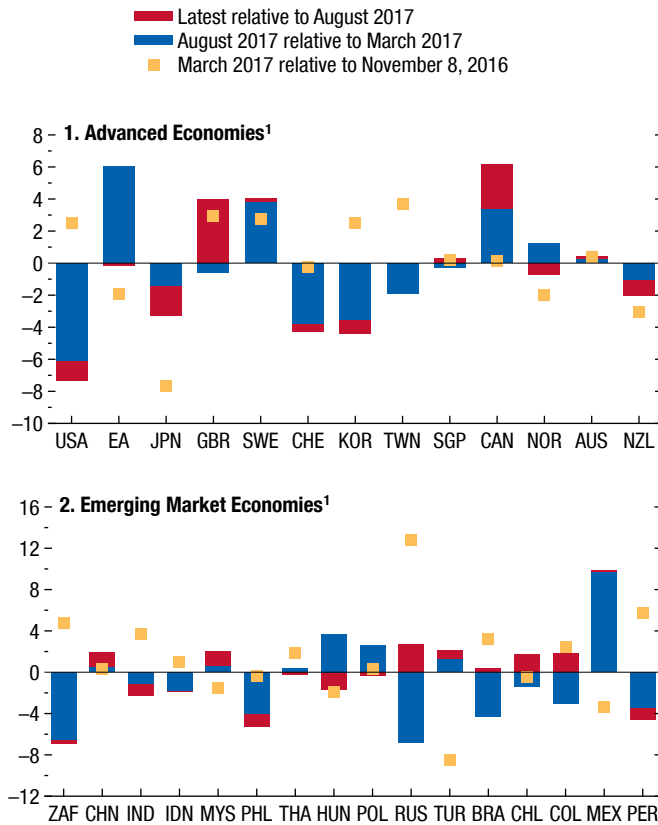 Latest relative to August 2017
August 2017 relative to March 2017
March 2017 relative to November 8, 2016
1. Advanced Economies¹
8
6
4
2
0
−2
−4
−6
−8
−10
USA EA JPN GBR SWE CHE KOR TWN SGP CAN NOR AUS NZL
2. Emerging Market Economies¹
16
12
8
4
0
−4
−8
−12
ZAF CHN IND IDN MYS PHL THA HUN POL RUS TUR BRA CHL COL MEX PER